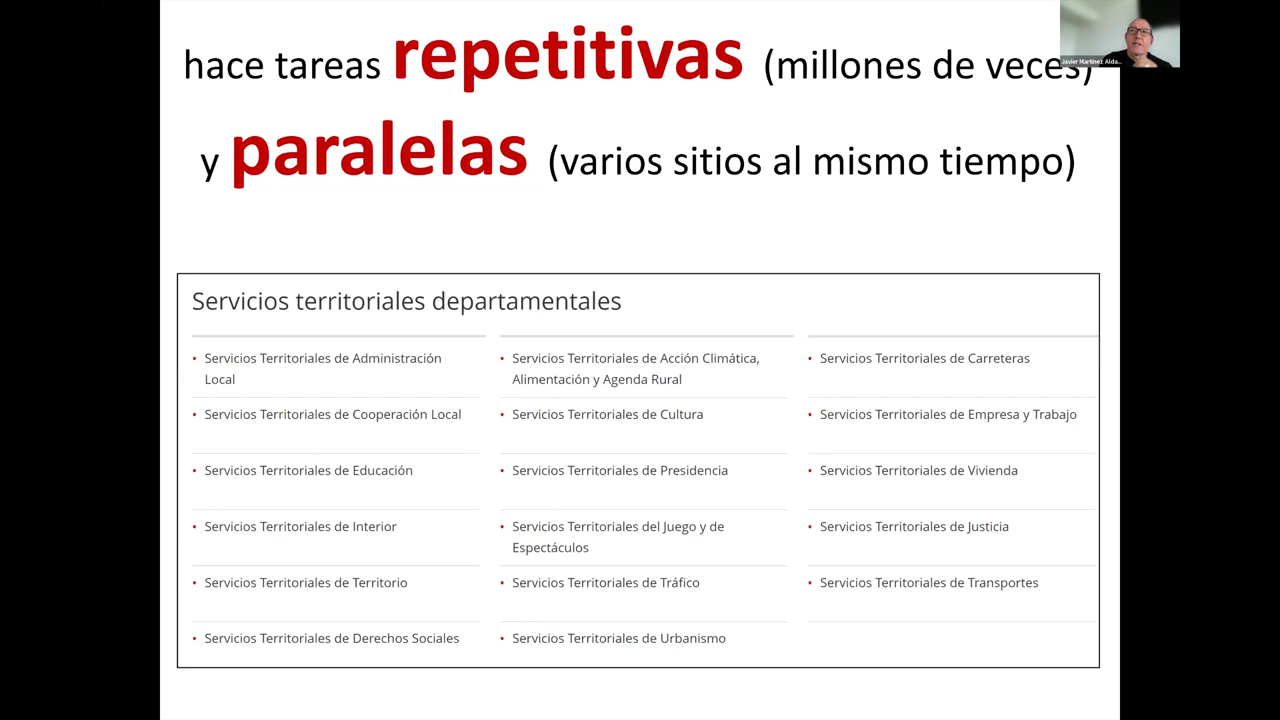 hace tareas repetitivas (millones de veces)
y paralelas (varios sitios al mismo tiempo)
Javier Martínez Alda...
Servicios territoriales departamentales
Servicios Territoriales de Administración
Local
Servicios Territoriales de Acción Climática,
Alimentación y Agenda Rural
Servicios Territoriales de Carreteras
Servicios Territoriales de Cooperación Local
Servicios Territoriales de Cultura
Servicios Territoriales de Empresa y Trabajo
Servicios Territoriales de Educación
Servicios Territoriales de Presidencia
Servicios Territoriales de Vivienda
Servicios Territoriales de Interior
Servicios Territoriales del Juego y de
Espectáculos
Servicios Territoriales de Justicia
Servicios Territoriales de Territorio
Servicios Territoriales de Tráfico
Servicios Territoriales de Transportes
Servicios Territoriales de Derechos Sociales
Servicios Territoriales de Urbanismo